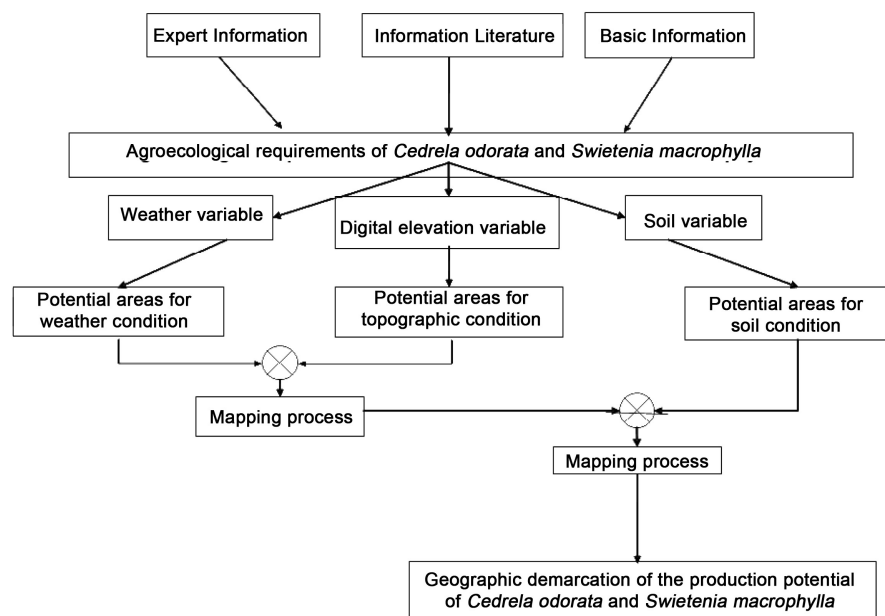 Expert Information
Information Literature
Basic Information
Agroecological requirements of Cedrela odorata and Swietenia macrophylla
Weather variable
Digital elevation variable
Soil variable
Potential areas for
weather condition
Potential areas for
topographic condition
Potential areas for
soil condition
Mapping process
Mapping process
Geographic demarcation of the production potential
of Cedrela odorata and Swietenia macrophylla